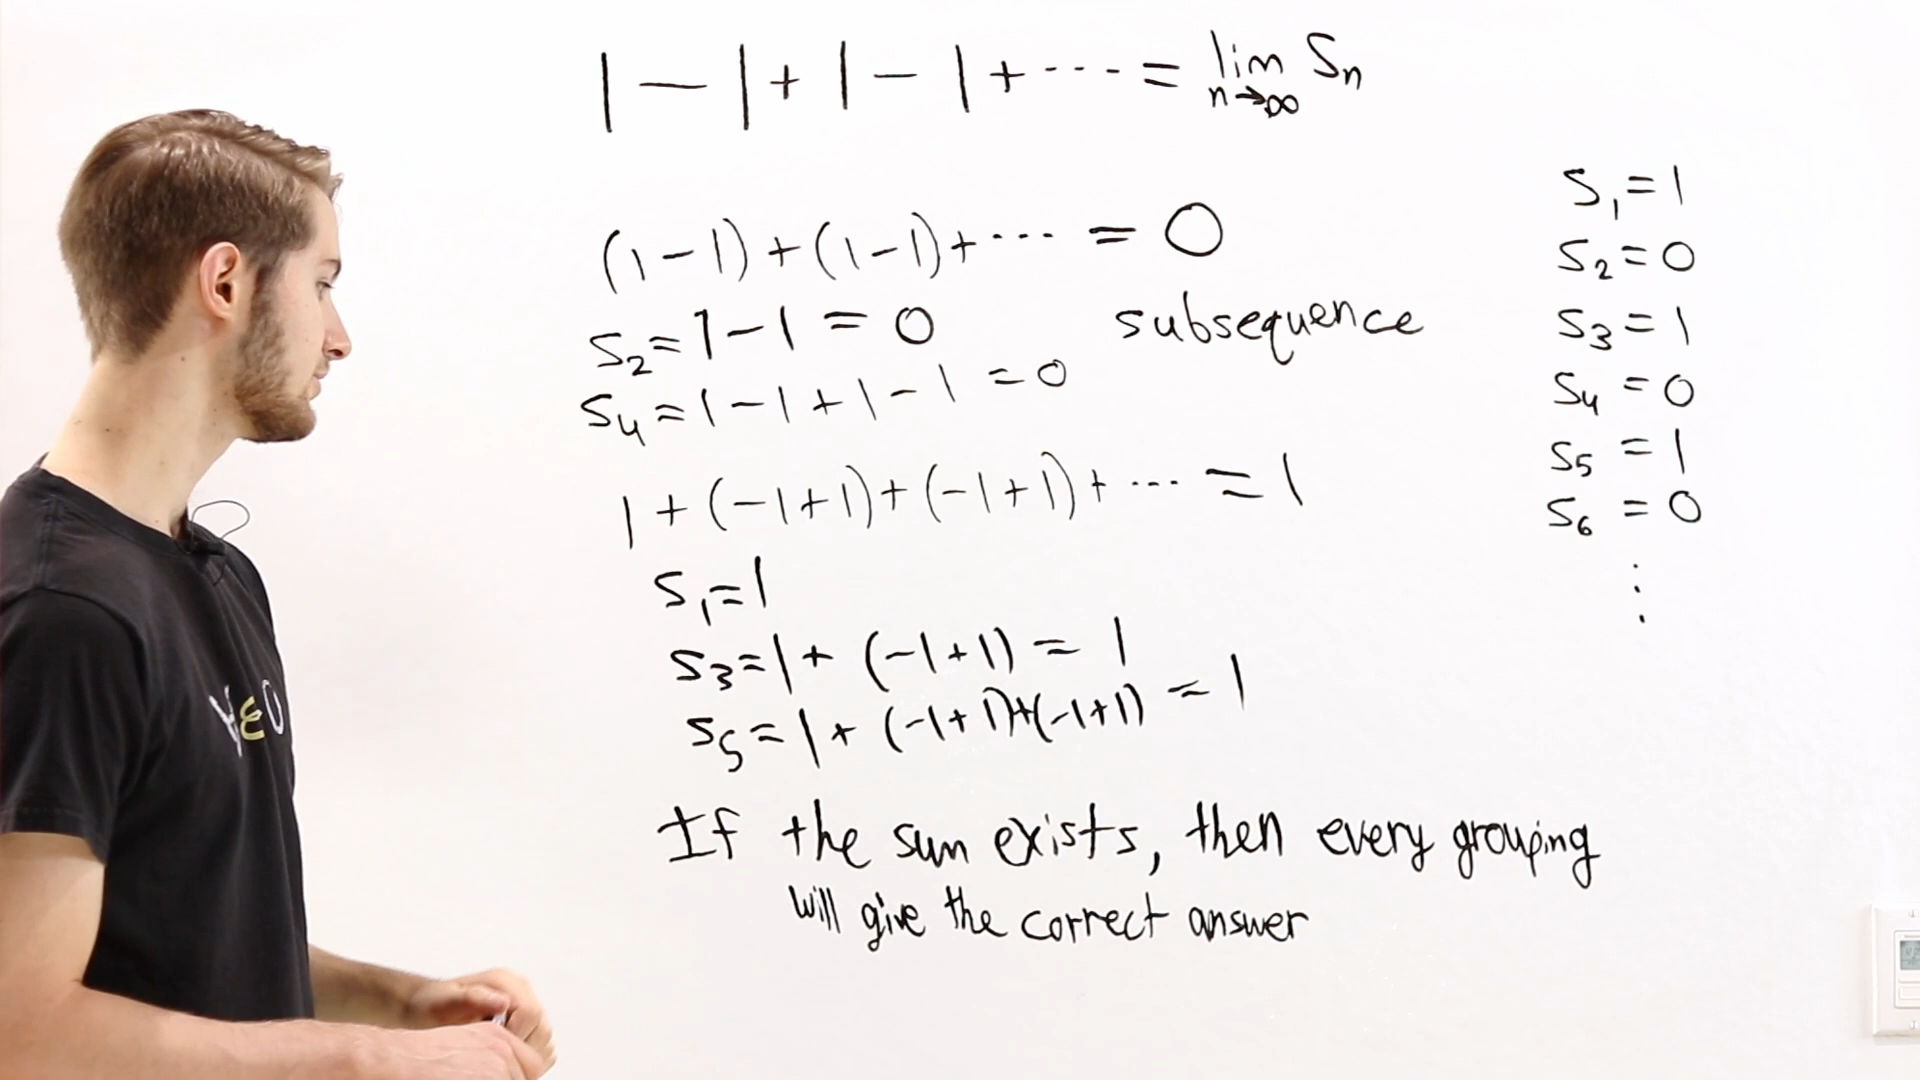 1 − 1 + 1 − 1 + ⋯ = lim n→∞ Sₙ
(1−1) + (1−1) + ⋯ = 0
S₂ = 1 − 1 = 0
subsequence
S₄ = 1 − 1 + 1 − 1 = 0
1 + (−1+1) + (−1+1) + ⋯ = 1
S₁ = 1
S₃ = 1 + (−1+1) = 1
S₅ = 1 + (−1+1)+(−1+1) = 1
If the sum exists, then every grouping
will give the correct answer
S₁ = 1
S₂ = 0
S₃ = 1
S₄ = 0
S₅ = 1
S₆ = 0
⋮